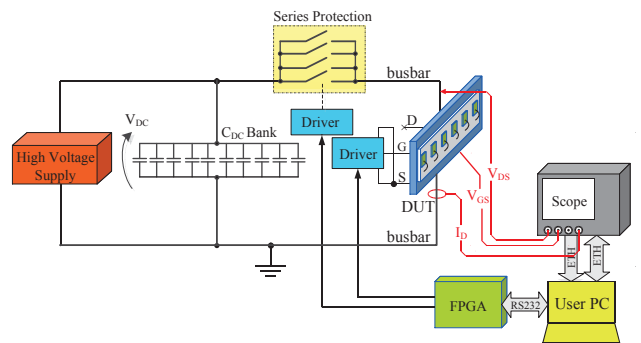 Series Protection
busbar
V_DC
C_DC Bank
High Voltage
Supply
Driver
Driver
D
G
S
DUT
V_DS
V_GS
I_D
Scope
busbar
ETH
ETH
FPGA
RS232
User PC